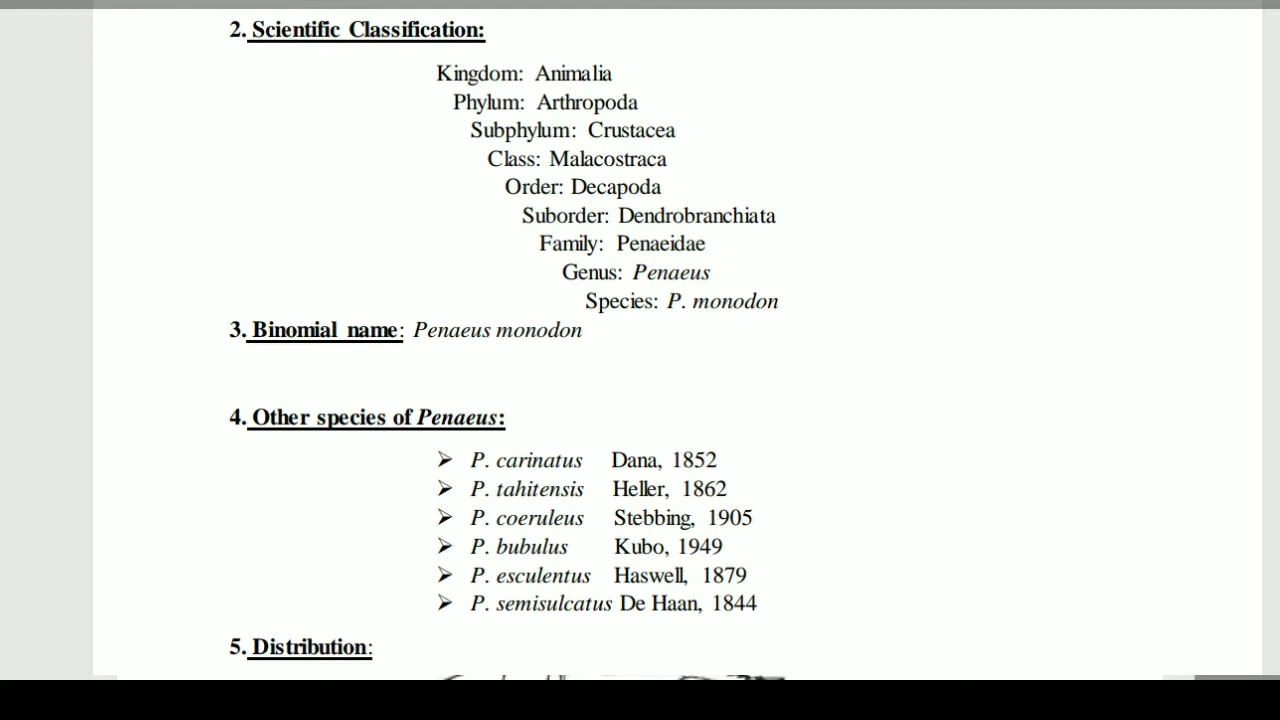 2. Scientific Classification:
Kingdom: Animalia
Phylum: Arthropoda
Subphylum: Crustacea
Class: Malacostraca
Order: Decapoda
Suborder: Dendrobranchiata
Family: Penaeidae
Genus: Penaeus
Species: P. monodon
3. Binomial name: Penaeus monodon
4. Other species of Penaeus:
➢ P. carinatus Dana, 1852
➢ P. tahitensis Heller, 1862
➢ P. coeruleus Stebbing, 1905
➢ P. bubulus Kubo, 1949
➢ P. esculentus Haswell, 1879
➢ P. semisulcatus De Haan, 1844
5. Distribution: